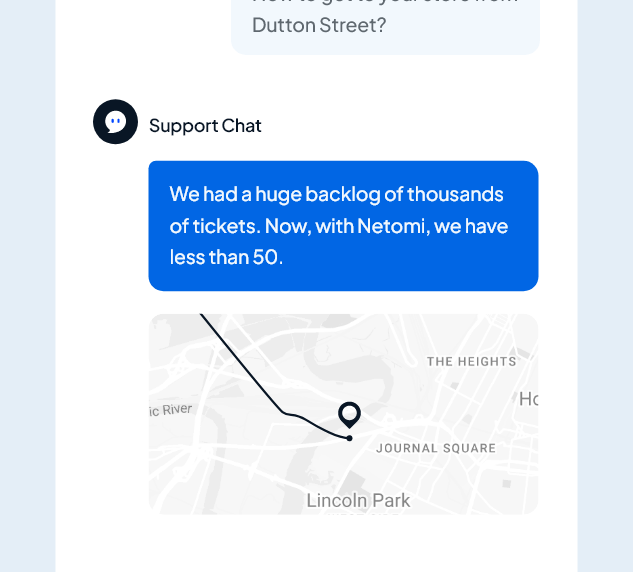 Dutton Street?
Support Chat
We had a huge backlog of thousands
of tickets. Now, with Netomi, we have
less than 50.
THE HEIGHTS
Ho
ic River
JOURNAL SQUARE
Lincoln Park